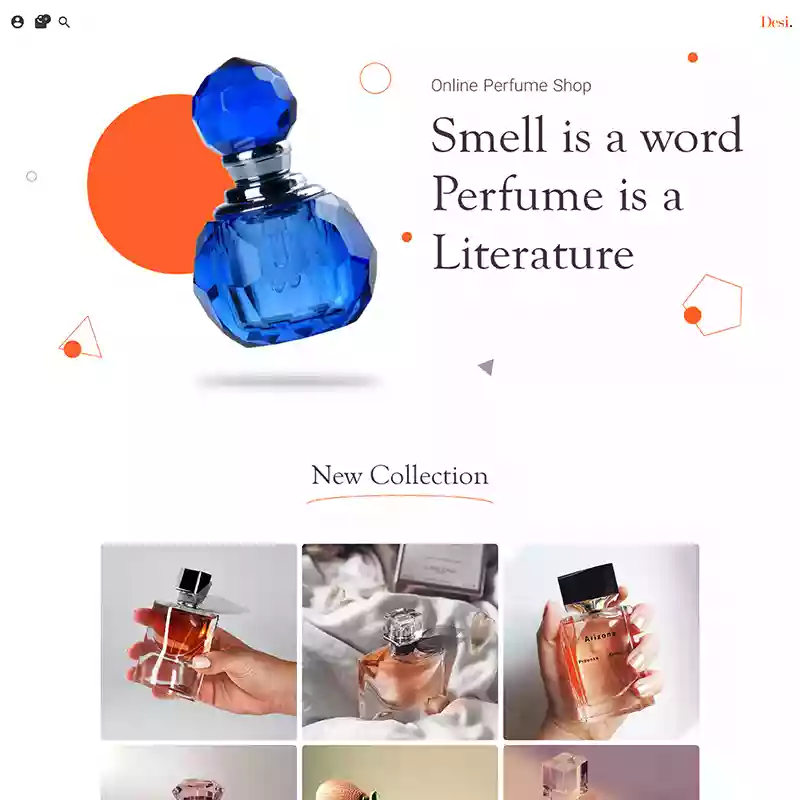 Desi.
Online Perfume Shop
Smell is a word
Perfume is a
Literature
New Collection
Arizona